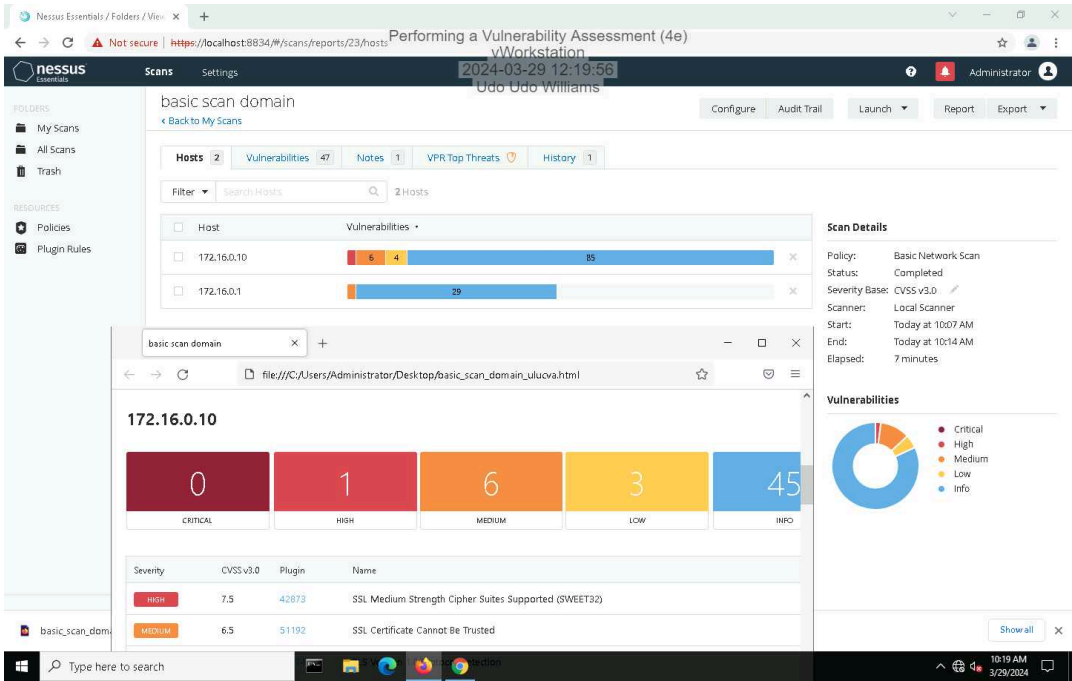 Nessus Essentials / Folders / View
Not secure | https://localhost:8834/#/scans/reports/23/hosts
Performing a Vulnerability Assessment (4e)
vWorkstation
2024-03-29 12:19:56
Udo Udo Williams
nessus
Essentials
Scans
Settings
Administrator
FOLDERS
My Scans
All Scans
Trash
RESOURCES
Policies
Plugin Rules
basic scan domain
‹ Back to My Scans
Configure
Audit Trail
Launch
Report
Export
Hosts 2
Vulnerabilities 47
Notes 1
VPR Top Threats
History 1
Filter
Search Hosts
2 Hosts
Host
Vulnerabilities
172.16.0.10
6 4 85
172.16.0.1
29
Scan Details
Policy: Basic Network Scan
Status: Completed
Severity Base: CVSS v3.0
Scanner: Local Scanner
Start: Today at 10:07 AM
End: Today at 10:14 AM
Elapsed: 7 minutes
Vulnerabilities
Critical
High
Medium
Low
Info
basic scan domain
file:///C:/Users/Administrator/Desktop/basic_scan_domain_ulucva.html
172.16.0.10
0 1 6 3 45
CRITICAL HIGH MEDIUM LOW INFO
Severity CVSS v3.0 Plugin Name
HIGH 7.5 42873 SSL Medium Strength Cipher Suites Supported (SWEET32)
MEDIUM 6.5 51192 SSL Certificate Cannot Be Trusted
basic_scan_dom
Show all
Type here to search
10:19 AM
3/29/2024